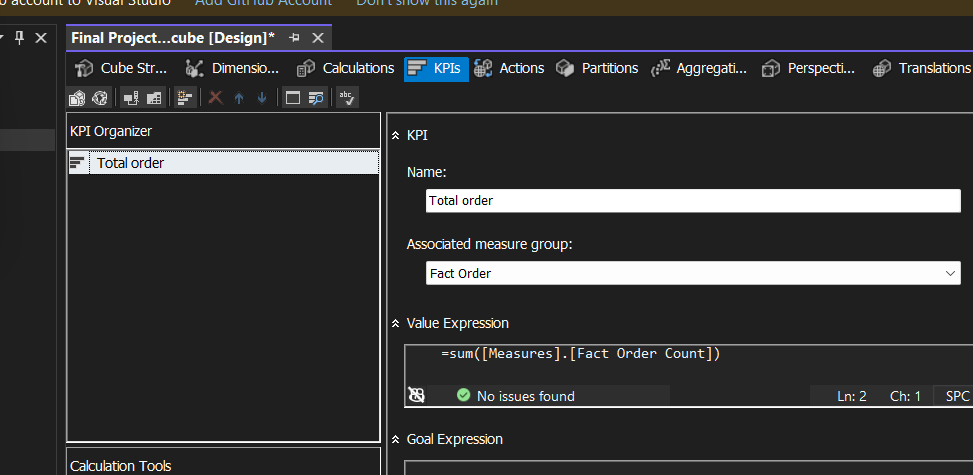 account to Visual Studio Add GitHub Account Don't show this again
Final Project...cube [Design]*
Cube Str... Dimensio... Calculations KPIs Actions Partitions Aggregati... Perspecti... Translations
abc
KPI Organizer
Total order
KPI
Name:
Total order
Associated measure group:
Fact Order
Value Expression
=sum([Measures].[Fact Order Count])
No issues found Ln: 2 Ch: 1 SPC
Goal Expression
Calculation Tools